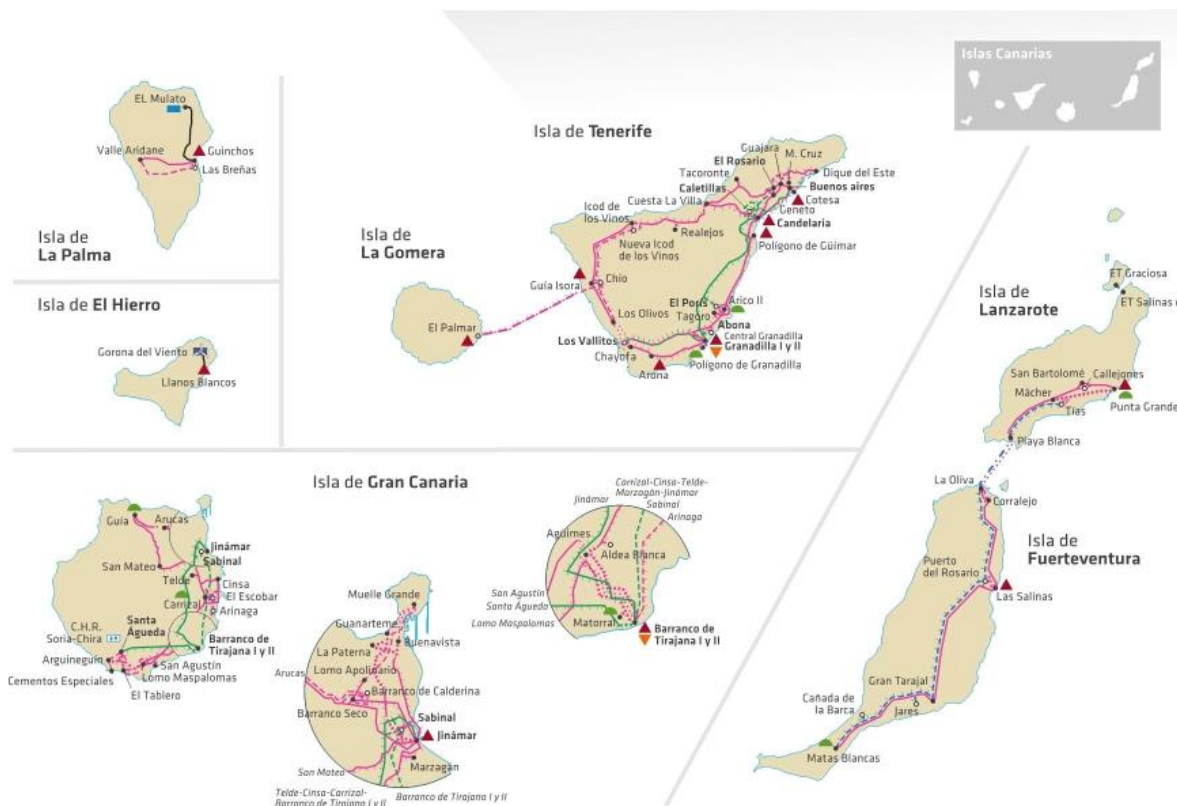 Islas Canarias
EL Mulato
Guinchos
Valle Aridane
Las Breñas
Isla de
La Palma
Isla de El Hierro
Gorona del Viento
Llanos Blancos
Isla de
La Gomera
El Palmar
Isla de Tenerife
Guajara
M. Cruz
El Rosario
Tacoronte
Dique del Este
Caletillas
Buenos aires
Cuesta La Villa
Cotesa
Geneto
Icod de
los Vinos
Candelaria
Realejos
Polígono de Güímar
Nueva Icod
de los Vinos
Guía Isora
Chío
El Porís
Arico II
Los Olivos
Tagoro
Abona
Los Vallitos
Central Granadilla
Granadilla I y II
Chayofa
Arona
Polígono de Granadilla
Isla de
Lanzarote
ET Graciosa
ET Salinas d
San Bartolomé
Callejones
Mácher
Tías
Punta Grande
Playa Blanca
La Oliva
Corralejo
Isla de
Fuerteventura
Puerto
del Rosario
Las Salinas
Gran Tarajal
Cañada de
la Barca
Jares
Matas Blancas
Isla de Gran Canaria
Guía
Arucas
Jinámar
Sabinal
San Mateo
Telde
Cinsa
El Escobar
Carrizal
Arinaga
C.H.R.
Soria-Chira
Santa
Águeda
Barranco de
Tirajana I y II
Arguineguín
San Agustín
Cementos Especiales
Lomo Maspalomas
El Tablero
Muelle Grande
Guanarteme
La Paterna
Buenavista
Lomo Apolinario
Arucas
Barranco de Calderina
Barranco Seco
Sabinal
Jinámar
Marzagán
San Mateo
Telde-Cinsa-Carrizal-
Barranco de Tirajana I y II
Barranco de Tirajana I y II
Carrizal-Cinsa-Telde-
Marzagán-Jinámar
Jinámar
Sabinal
Arinaga
Agüimes
Aldea Blanca
San Agustín
Santa Águeda
Lomo Maspalomas
Matorral
Barranco de
Tirajana I y II